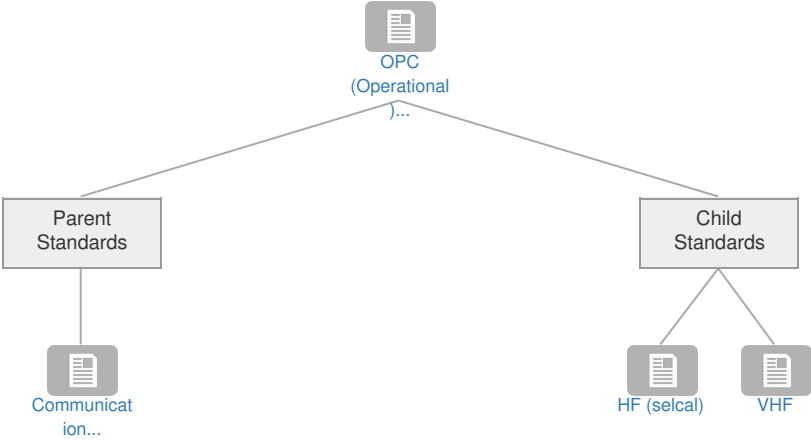 OPC
(Operational
)...
Parent
Standards
Child
Standards
Communicat
ion...
HF (selcal)
VHF